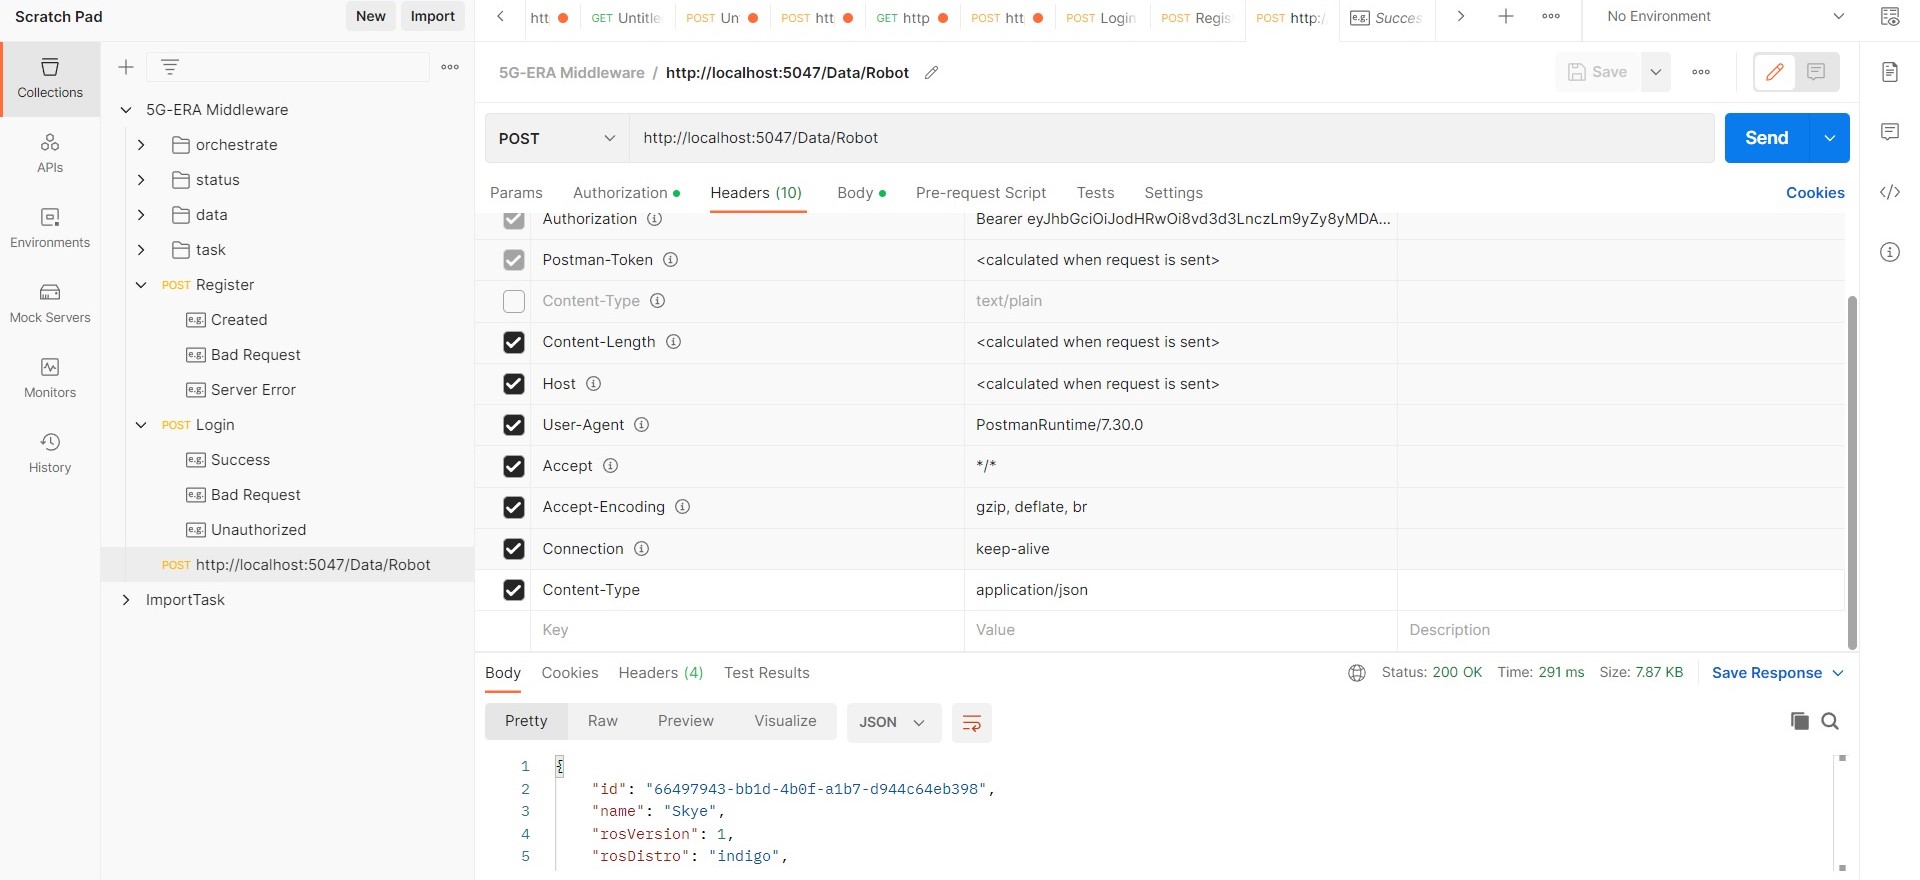 Scratch Pad
New
Import
Collections
APIs
Environments
Mock Servers
Monitors
History
5G-ERA Middleware
orchestrate
status
data
task
POST Register
e.g. Created
e.g. Bad Request
e.g. Server Error
POST Login
e.g. Success
e.g. Bad Request
e.g. Unauthorized
POST http://localhost:5047/Data/Robot
ImportTask
htt GET Untitle POST Un POST htt GET http POST htt POST Login POST Regis POST http:/ e.g. Succes
No Environment
5G-ERA Middleware / http://localhost:5047/Data/Robot
Save
POST http://localhost:5047/Data/Robot
Send
Params Authorization Headers (10) Body Pre-request Script Tests Settings Cookies
Authorization Bearer eyJhbGciOiJodHRwOi8vd3d3LnczLm9yZy8yMDA...
Postman-Token <calculated when request is sent>
Content-Type text/plain
Content-Length <calculated when request is sent>
Host <calculated when request is sent>
User-Agent PostmanRuntime/7.30.0
Accept */*
Accept-Encoding gzip, deflate, br
Connection keep-alive
Content-Type application/json
Key Value Description
Body Cookies Headers (4) Test Results Status: 200 OK Time: 291 ms Size: 7.87 KB Save Response
Pretty Raw Preview Visualize JSON
1 {
2 "id": "66497943-bb1d-4b0f-a1b7-d944c64eb398",
3 "name": "Skye",
4 "rosVersion": 1,
5 "rosDistro": "indigo",